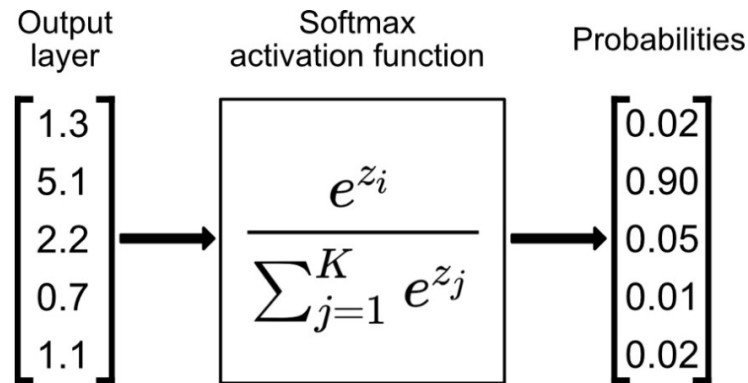 Output
layer
Softmax
activation function
Probabilities
1.3
5.1
2.2
0.7
1.1
e^{z_i}
∑_{j=1}^{K} e^{z_j}
0.02
0.90
0.05
0.01
0.02